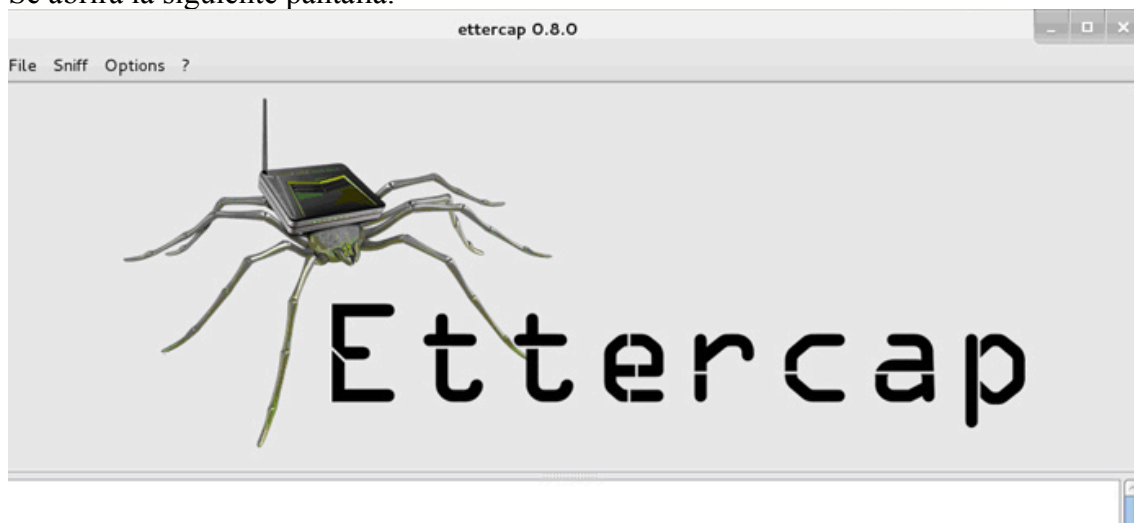 Se abrirá la siguiente pantalla:
ettercap 0.8.0
File Sniff Options ?
Ettercap